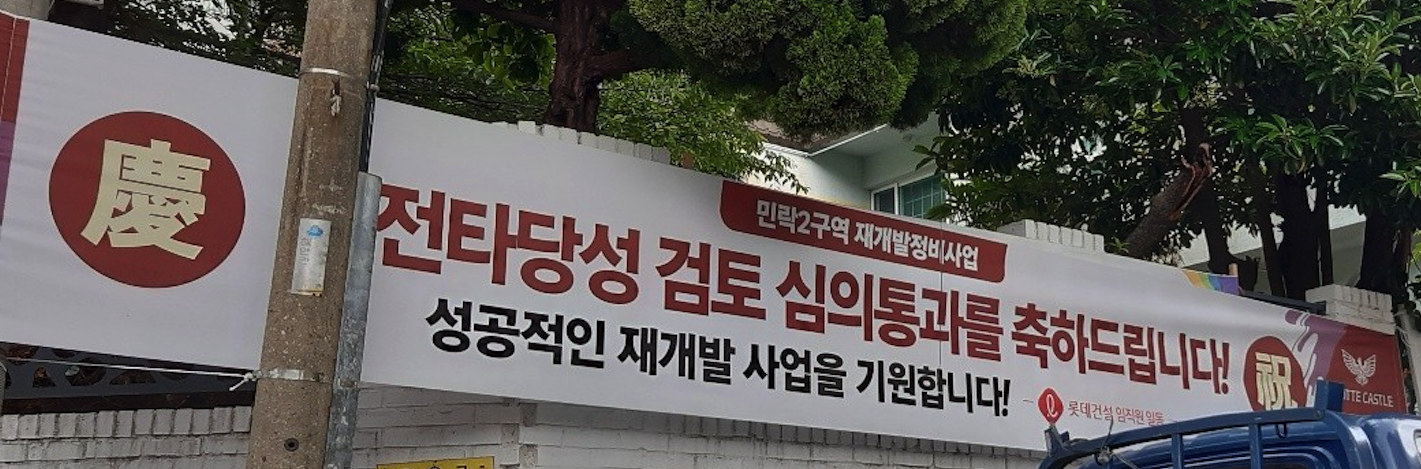 慶
민락2구역 재개발정비사업
전타당성 검토 심의통과를 축하드립니다!
성공적인 재개발 사업을 기원합니다!
롯데건설 임직원 일동
祝
CASTLE